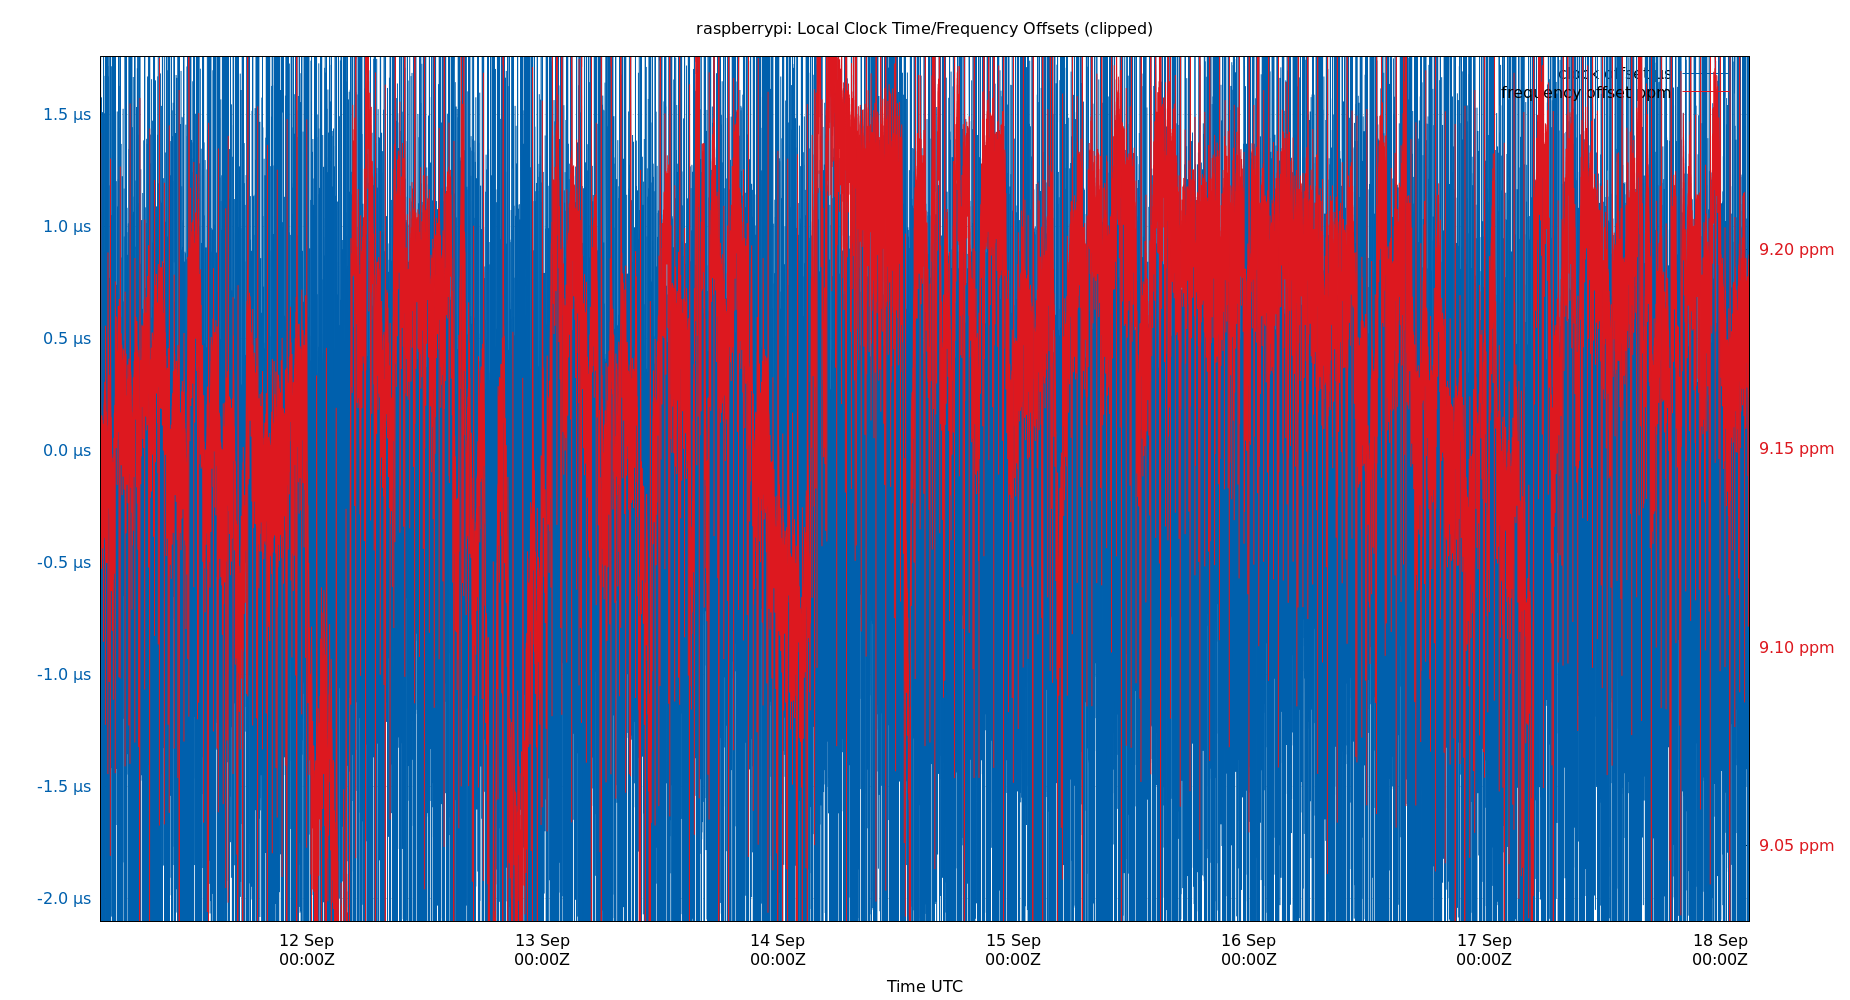 raspberrypi: Local Clock Time/Frequency Offsets (clipped)
clock offset µs
frequency offset ppm
1.5 µs
1.0 µs
0.5 µs
0.0 µs
-0.5 µs
-1.0 µs
-1.5 µs
-2.0 µs
9.20 ppm
9.15 ppm
9.10 ppm
9.05 ppm
12 Sep
00:00Z
13 Sep
00:00Z
14 Sep
00:00Z
15 Sep
00:00Z
16 Sep
00:00Z
17 Sep
00:00Z
18 Sep
00:00Z
Time UTC